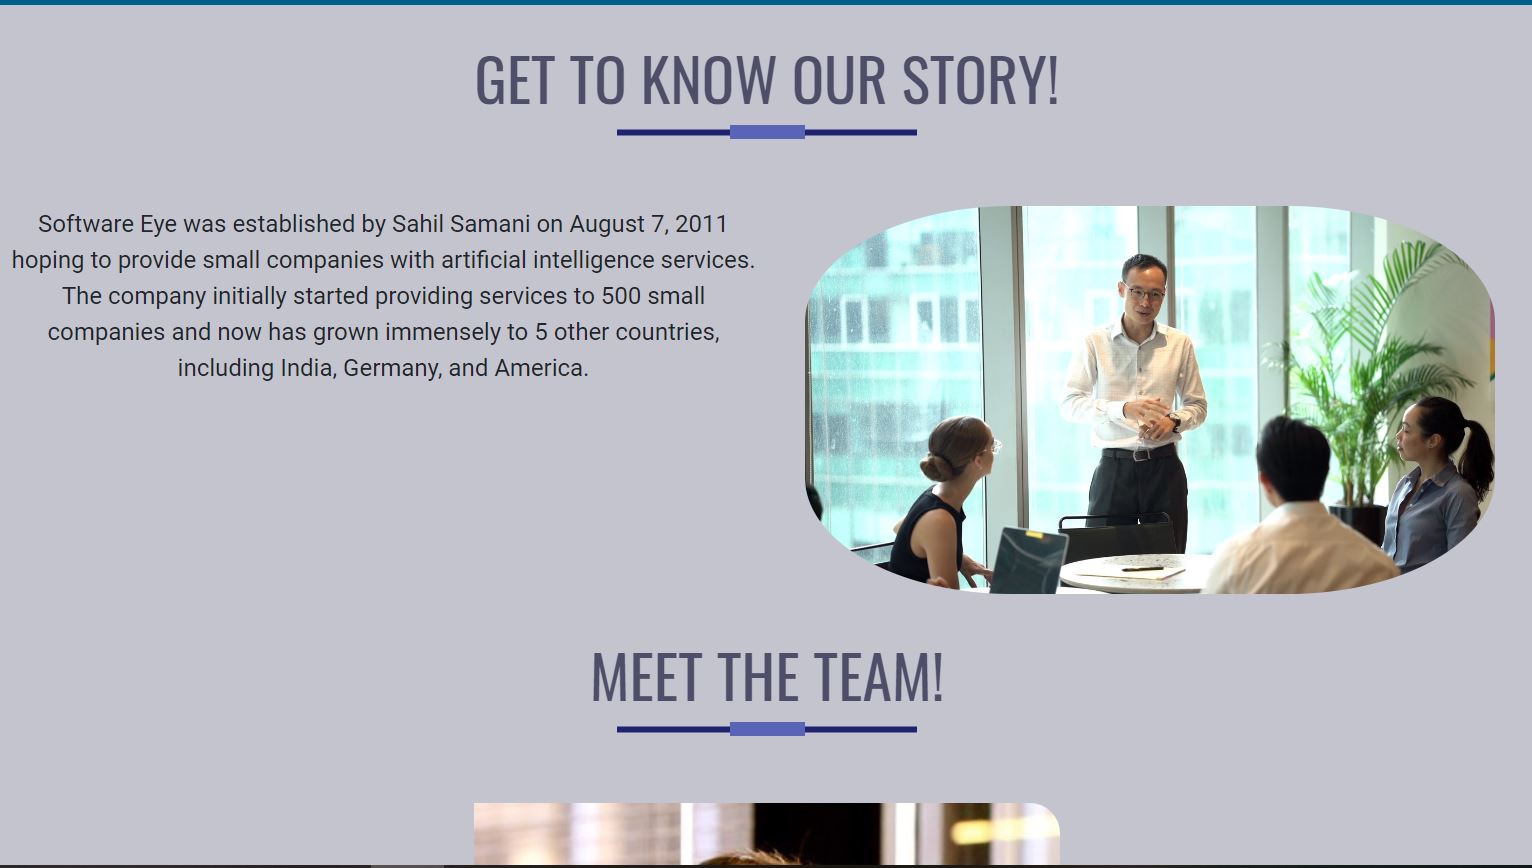 GET TO KNOW OUR STORY!
Software Eye was established by Sahil Samani on August 7, 2011
hoping to provide small companies with artificial intelligence services.
The company initially started providing services to 500 small
companies and now has grown immensely to 5 other countries,
including India, Germany, and America.
MEET THE TEAM!